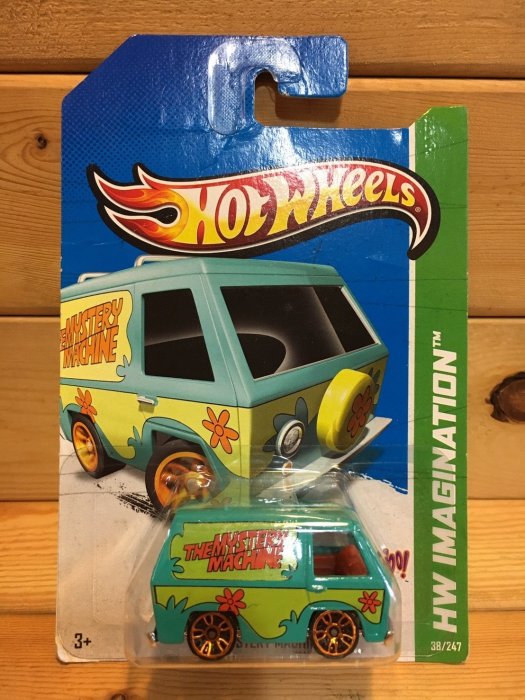 HOT WHEELS®
THE MYSTERY
MACHINE
HW IMAGINATION™
THE MYSTERY
MACHINE
3+
38/247